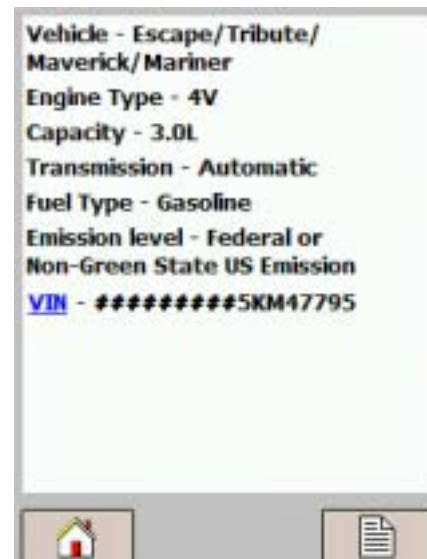 Vehicle - Escape/Tribute/
Maverick/Mariner
Engine Type - 4V
Capacity - 3.0L
Transmission - Automatic
Fuel Type - Gasoline
Emission level - Federal or
Non-Green State US Emission
VIN - #########5KM47795